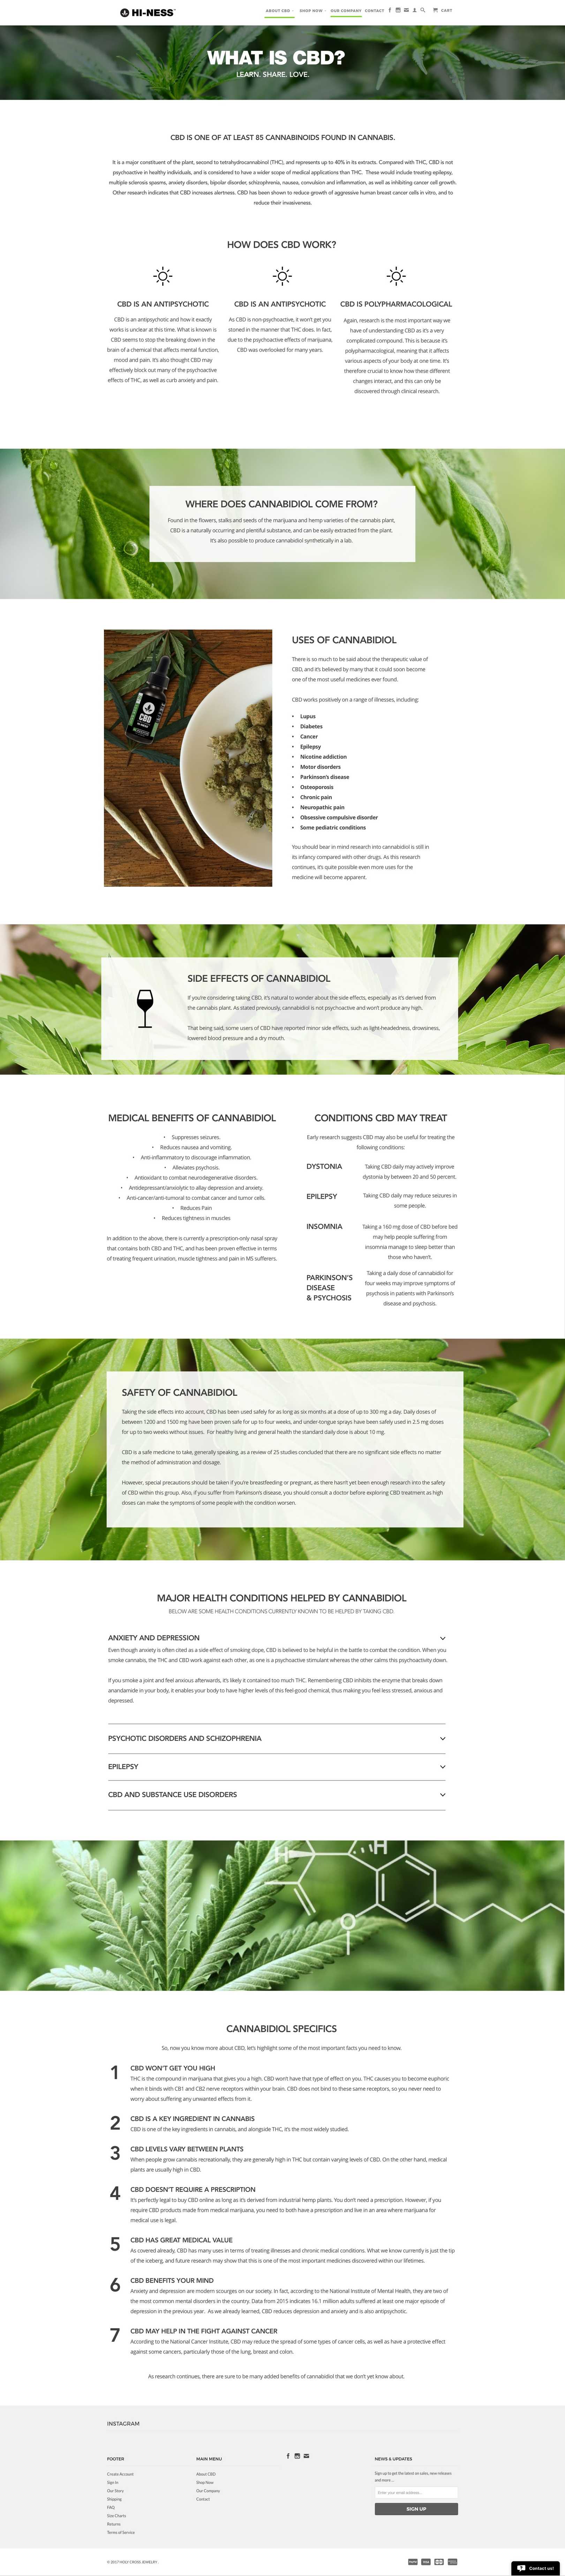 HI-NESS
ABOUT CBD
SHOP NOW
OUR COMPANY
CONTACT
CART
WHAT IS CBD?
LEARN. SHARE. LOVE.
CBD IS ONE OF AT LEAST 85 CANNABINOIDS FOUND IN CANNABIS.
It is a major constituent of the plant, second to tetrahydrocannabinol (THC), and represents up to 40% in its extracts. Compared with THC, CBD is not
psychoactive in healthy individuals, and is considered to have a wider scope of medical applications than THC. These would include treating epilepsy,
multiple sclerosis spasms, anxiety disorders, bipolar disorder, schizophrenia, nausea, convulsion and inflammation, as well as inhibiting cancer cell growth.
Other research indicates that CBD increases alertness. CBD has been shown to reduce growth of aggressive human breast cancer cells in vitro, and to
reduce their invasiveness.
HOW DOES CBD WORK?
CBD IS AN ANTIPSYCHOTIC
CBD is an antipsychotic and how it exactly
works is unclear at this time. What is known is
CBD seems to stop the breaking down in the
brain of a chemical that affects mental function,
mood and pain. It's also thought CBD may
effectively block out many of the psychoactive
effects of THC, as well as curb anxiety and pain.
CBD IS AN ANTIPSYCHOTIC
As CBD is non-psychoactive, it won't get you
stoned in the manner that THC does. In fact,
due to the psychoactive effects of marijuana,
CBD was overlooked for many years.
CBD IS POLYPHARMACOLOGICAL
Again, research is the most important way we
have of understanding CBD as it's a very
complicated compound. This is because it's
polypharmacological, meaning that it affects
various aspects of your body at one time. It's
therefore crucial to know how these different
changes interact, and this can only be
discovered through clinical research.
WHERE DOES CANNABIDIOL COME FROM?
Found in the flowers, stalks and seeds of the marijuana and hemp varieties of the cannabis plant,
CBD is a naturally occurring and plentiful substance, and can be easily extracted from the plant.
It's also possible to produce cannabidiol synthetically in a lab.
CBD
USES OF CANNABIDIOL
There is so much to be said about the therapeutic value of
CBD, and it's believed by many that it could soon become
one of the most useful medicines ever found.
CBD works positively on a range of illnesses, including:
• Lupus
• Diabetes
• Cancer
• Epilepsy
• Nicotine addiction
• Motor disorders
• Parkinson's disease
• Osteoporosis
• Chronic pain
• Neuropathic pain
• Obsessive compulsive disorder
• Some pediatric conditions
You should bear in mind research into cannabidiol is still in
its infancy compared with other drugs. As this research
continues, it's quite possible even more uses for the
medicine will become apparent.
SIDE EFFECTS OF CANNABIDIOL
If you're considering taking CBD, it's natural to wonder about the side effects, especially as it's derived from
the cannabis plant. As stated previously, cannabidiol is not psychoactive and won't produce any high.
That being said, some users of CBD have reported minor side effects, such as light-headedness, drowsiness,
lowered blood pressure and a dry mouth.
MEDICAL BENEFITS OF CANNABIDIOL
• Suppresses seizures.
• Reduces nausea and vomiting.
• Anti-inflammatory to discourage inflammation.
• Alleviates psychosis.
• Antioxidant to combat neurodegenerative disorders.
• Antidepressant/anxiolytic to allay depression and anxiety.
• Anti-cancer/anti-tumoral to combat cancer and tumor cells.
• Reduces Pain
• Reduces tightness in muscles
In addition to the above, there is currently a prescription-only nasal spray
that contains both CBD and THC, and has been proven effective in terms
of treating frequent urination, muscle tightness and pain in MS sufferers.
CONDITIONS CBD MAY TREAT
Early research suggests CBD may also be useful for treating the
following conditions:
DYSTONIA
Taking CBD daily may actively improve
dystonia by between 20 and 50 percent.
EPILEPSY
Taking CBD daily may reduce seizures in
some people.
INSOMNIA
Taking a 160 mg dose of CBD before bed
may help people suffering from
insomnia manage to sleep better than
those who haven't.
PARKINSON'S
DISEASE
& PSYCHOSIS
Taking a daily dose of cannabidiol for
four weeks may improve symptoms of
psychosis in patients with Parkinson's
disease and psychosis.
SAFETY OF CANNABIDIOL
Taking the side effects into account, CBD has been used safely for as long as six months at a dose of up to 300 mg a day. Daily doses of
between 1200 and 1500 mg have been proven safe for up to four weeks, and under-tongue sprays have been safely used in 2.5 mg doses
for up to two weeks without issues. For healthy living and general health the standard daily dose is about 10 mg.
CBD is a safe medicine to take, generally speaking, as a review of 25 studies concluded that there are no significant side effects no matter
the method of administration and dosage.
However, special precautions should be taken if you're breastfeeding or pregnant, as there hasn't yet been enough research into the safety
of CBD within this group. Also, if you suffer from Parkinson's disease, you should consult a doctor before exploring CBD treatment as high
doses can make the symptoms of some people with the condition worsen.
MAJOR HEALTH CONDITIONS HELPED BY CANNABIDIOL
BELOW ARE SOME HEALTH CONDITIONS CURRENTLY KNOWN TO BE HELPED BY TAKING CBD.
ANXIETY AND DEPRESSION
Even though anxiety is often cited as a side effect of smoking dope, CBD is believed to be helpful in the battle to combat the condition. When you
smoke cannabis, the THC and CBD work against each other, as one is a psychoactive stimulant whereas the other calms this psychoactivity down.
If you smoke a joint and feel anxious afterwards, it's likely it contained too much THC. Remembering CBD inhibits the enzyme that breaks down
anandamide in your body, it enables your body to have higher levels of this feel-good chemical, thus making you feel less stressed, anxious and
depressed.
PSYCHOTIC DISORDERS AND SCHIZOPHRENIA
EPILEPSY
CBD AND SUBSTANCE USE DISORDERS
H
H
O
CANNABIDIOL SPECIFICS
So, now you know more about CBD, let's highlight some of the most important facts you need to know.
1
CBD WON'T GET YOU HIGH
THC is the compound in marijuana that gives you a high. CBD won't have that type of effect on you. THC causes you to become euphoric
when it binds with CB1 and CB2 nerve receptors within your brain. CBD does not bind to these same receptors, so you never need to
worry about suffering any unwanted effects from it.
2
CBD IS A KEY INGREDIENT IN CANNABIS
CBD is one of the key ingredients in cannabis, and alongside THC, it's the most widely studied.
3
CBD LEVELS VARY BETWEEN PLANTS
When people grow cannabis recreationally, they are generally high in THC but contain varying levels of CBD. On the other hand, medical
plants are usually high in CBD.
4
CBD DOESN'T REQUIRE A PRESCRIPTION
It's perfectly legal to buy CBD online as long as it's derived from industrial hemp plants. You don't need a prescription. However, if you
require CBD products made from medical marijuana, you need to both have a prescription and live in an area where marijuana for
medical use is legal.
5
CBD HAS GREAT MEDICAL VALUE
As covered already, CBD has many uses in terms of treating illnesses and chronic medical conditions. What we know currently is just the tip
of the iceberg, and future research may show that this is one of the most important medicines discovered within our lifetimes.
6
CBD BENEFITS YOUR MIND
Anxiety and depression are modern scourges on our society. In fact, according to the National Institute of Mental Health, they are two of
the most common mental disorders in the country. Data from 2015 indicates 16.1 million adults suffered at least one major episode of
depression in the previous year. As we already learned, CBD reduces depression and anxiety and is also antipsychotic.
7
CBD MAY HELP IN THE FIGHT AGAINST CANCER
According to the National Cancer Institute, CBD may reduce the spread of some types of cancer cells, as well as have a protective effect
against some cancers, particularly those of the lung, breast and colon.
As research continues, there are sure to be many added benefits of cannabidiol that we don't yet know about.
INSTAGRAM
FOOTER
Create Account
Sign In
Our Story
Shipping
FAQ
Size Charts
Returns
Terms of Service
MAIN MENU
About CBD
Shop Now
Our Company
Contact
NEWS & UPDATES
Sign up to get the latest on sales, new releases
and more ...
Enter your email address...
SIGN UP
© 2017 HOLY CROSS JEWELRY.
Contact us!